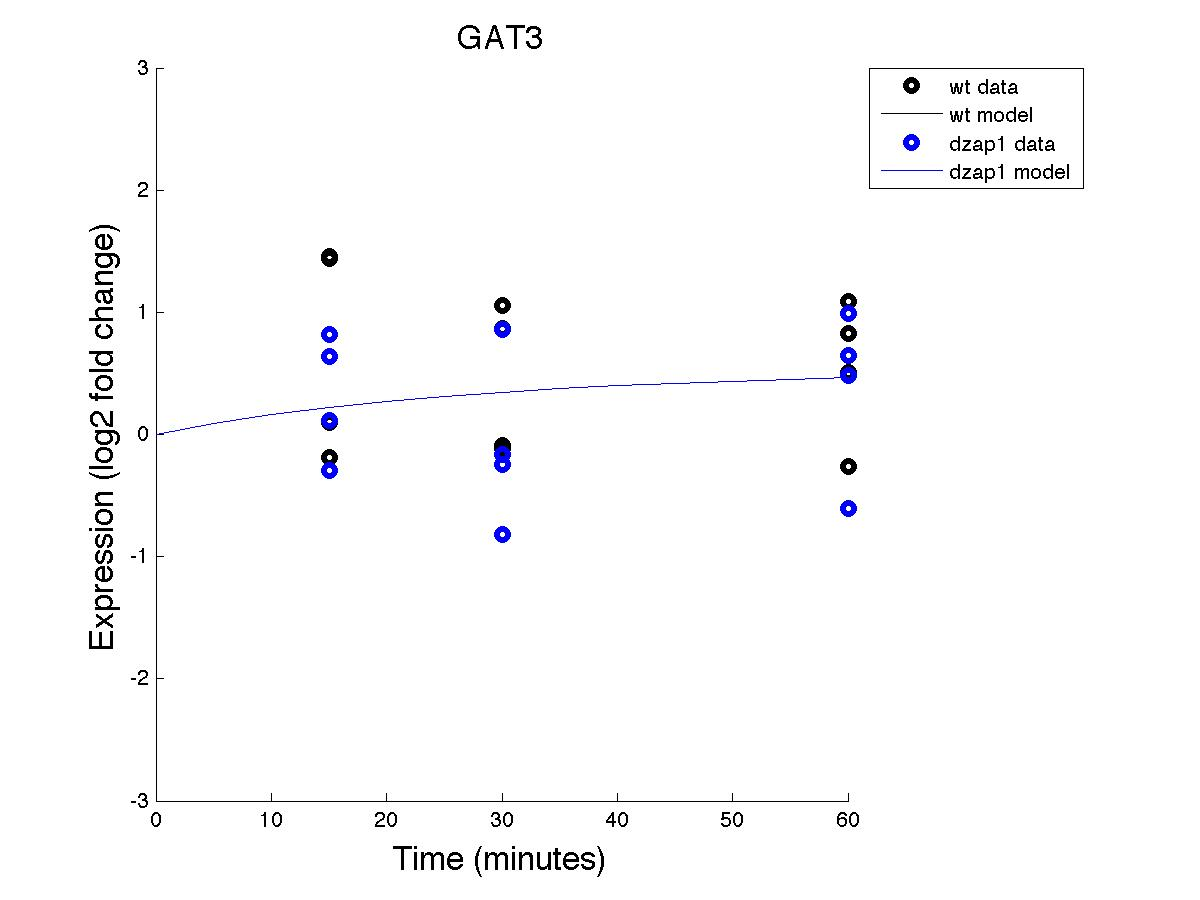 GAT3
wt data
wt model
dzap1 data
dzap1 model
Expression (log2 fold change)
3
2
1
0
-1
-2
-3
0 10 20 30 40 50 60
Time (minutes)